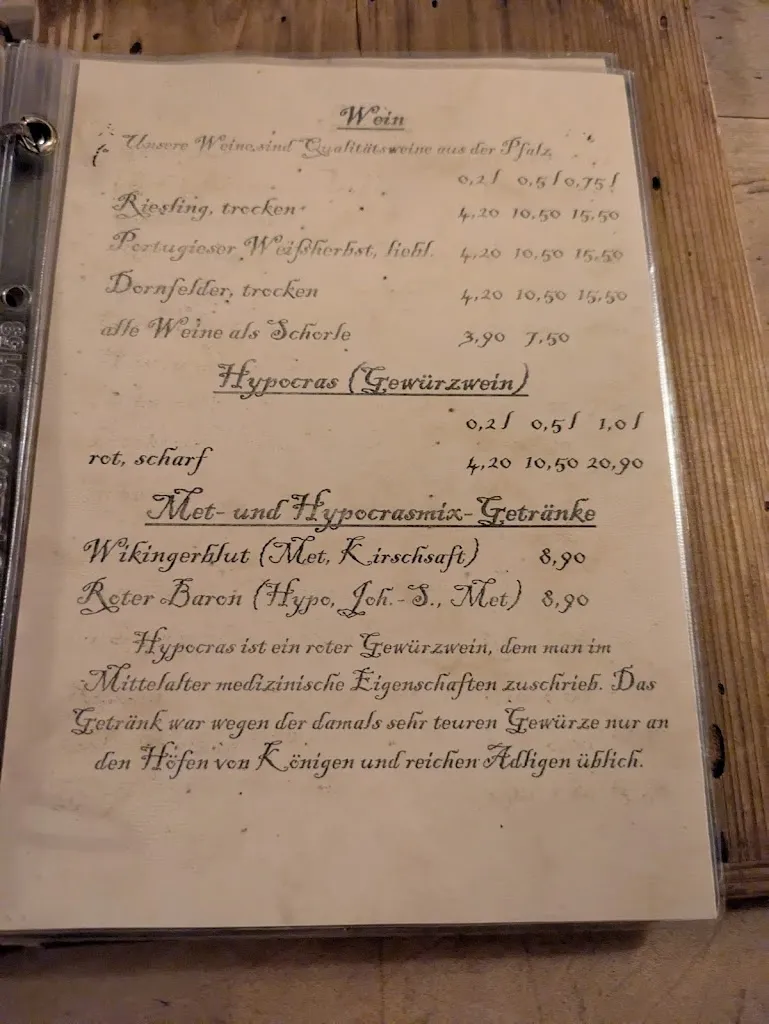 Wein
Unsere Weine sind Qualitätsweine aus der Pfalz
0,2 l 0,5 l 0,75 l
Riesling, trocken 4,20 10,50 15,50
Portugieser Weißherbst, liebl. 4,20 10,50 15,50
Dornfelder, trocken 4,20 10,50 15,50
alle Weine als Schorle 3,90 7,50
Hypocras (Gewürzwein)
0,2 l 0,5 l 1,0 l
rot, scharf 4,20 10,50 20,90
Met- und Hypocrasmix-Getränke
Wikingerblut (Met, Kirschsaft) 8,90
Roter Baron (Hypo, Joh.-S., Met) 8,90
Hypocras ist ein roter Gewürzwein, dem man im
Mittelalter medizinische Eigenschaften zuschrieb. Das
Getränk war wegen der damals sehr teuren Gewürze nur an
den Höfen von Königen und reichen Adligen üblich.